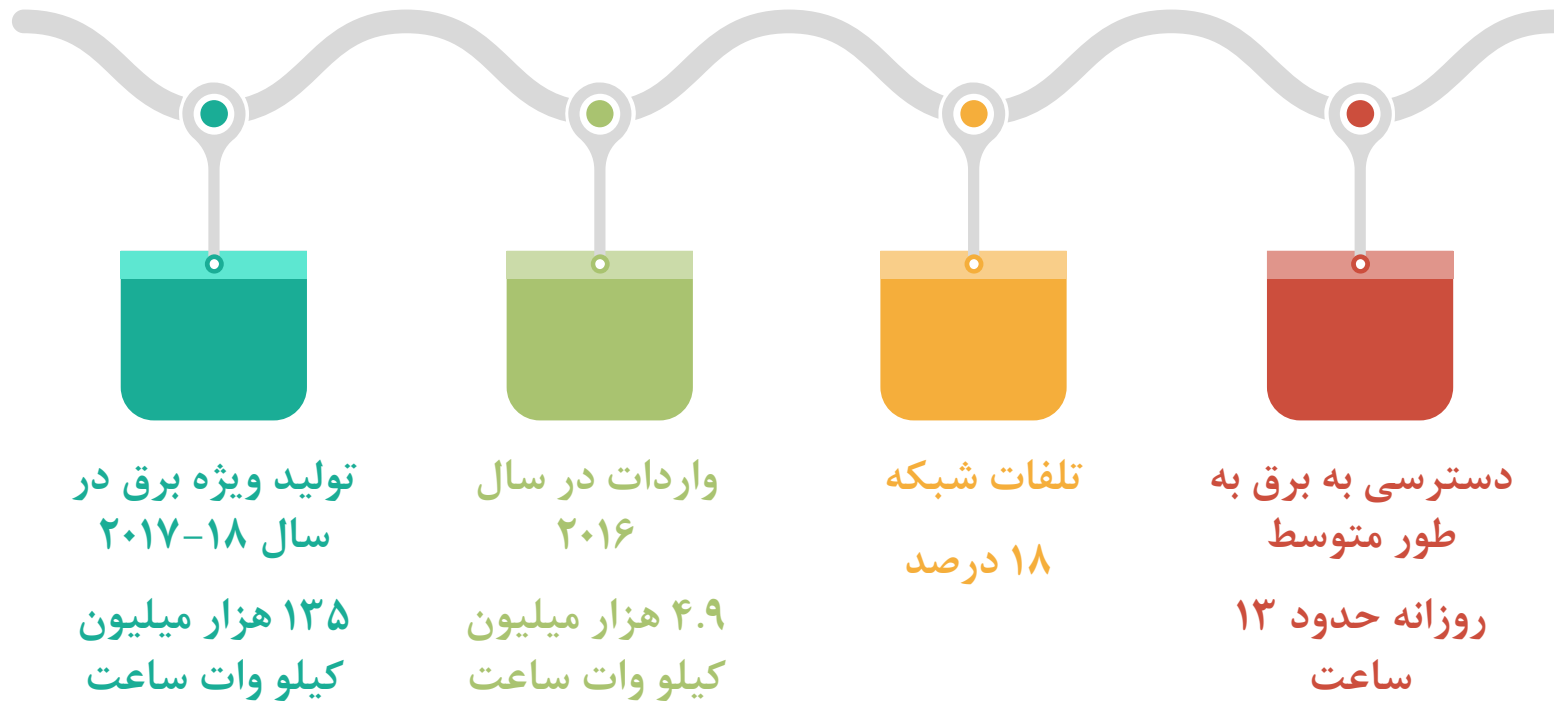 دسترسی به برق به
طور متوسط
روزانه حدود ۱۳
ساعت
تلفات شبکه
۱۸ درصد
واردات در سال
۲۰۱۶
۴.۹ هزار میلیون
کیلو وات ساعت
تولید ویژه برق در
سال ۱۸-۲۰۱۷
۱۳۵ هزار میلیون
کیلو وات ساعت